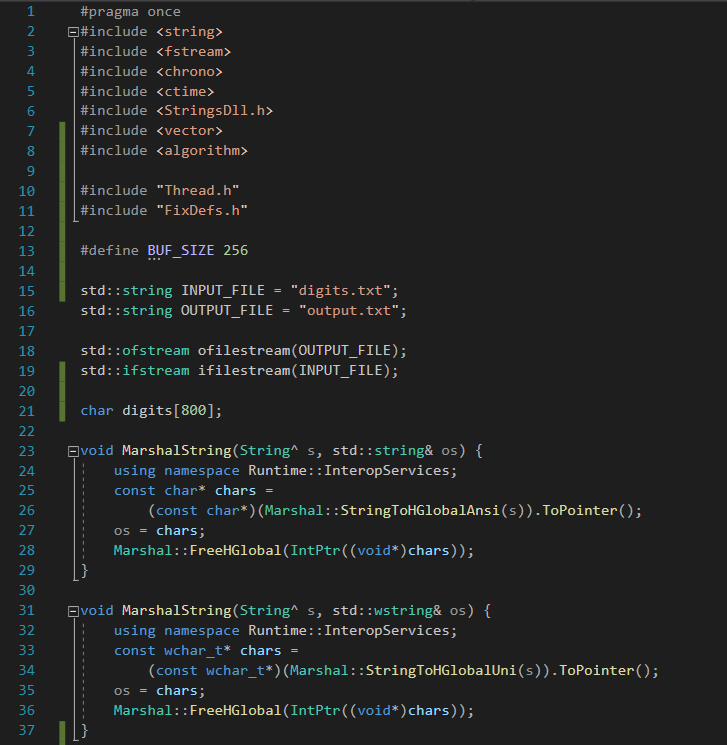 1 #pragma once
2 #include <string>
3 #include <fstream>
4 #include <chrono>
5 #include <ctime>
6 #include <StringsDll.h>
7 #include <vector>
8 #include <algorithm>
9
10 #include "Thread.h"
11 #include "FixDefs.h"
12
13 #define BUF_SIZE 256
14
15 std::string INPUT_FILE = "digits.txt";
16 std::string OUTPUT_FILE = "output.txt";
17
18 std::ofstream ofilestream(OUTPUT_FILE);
19 std::ifstream ifilestream(INPUT_FILE);
20
21 char digits[800];
22
23 void MarshalString(String^ s, std::string& os) {
24 using namespace Runtime::InteropServices;
25 const char* chars =
26 (const char*)(Marshal::StringToHGlobalAnsi(s)).ToPointer();
27 os = chars;
28 Marshal::FreeHGlobal(IntPtr((void*)chars));
29 }
30
31 void MarshalString(String^ s, std::wstring& os) {
32 using namespace Runtime::InteropServices;
33 const wchar_t* chars =
34 (const wchar_t*)(Marshal::StringToHGlobalUni(s)).ToPointer();
35 os = chars;
36 Marshal::FreeHGlobal(IntPtr((void*)chars));
37 }